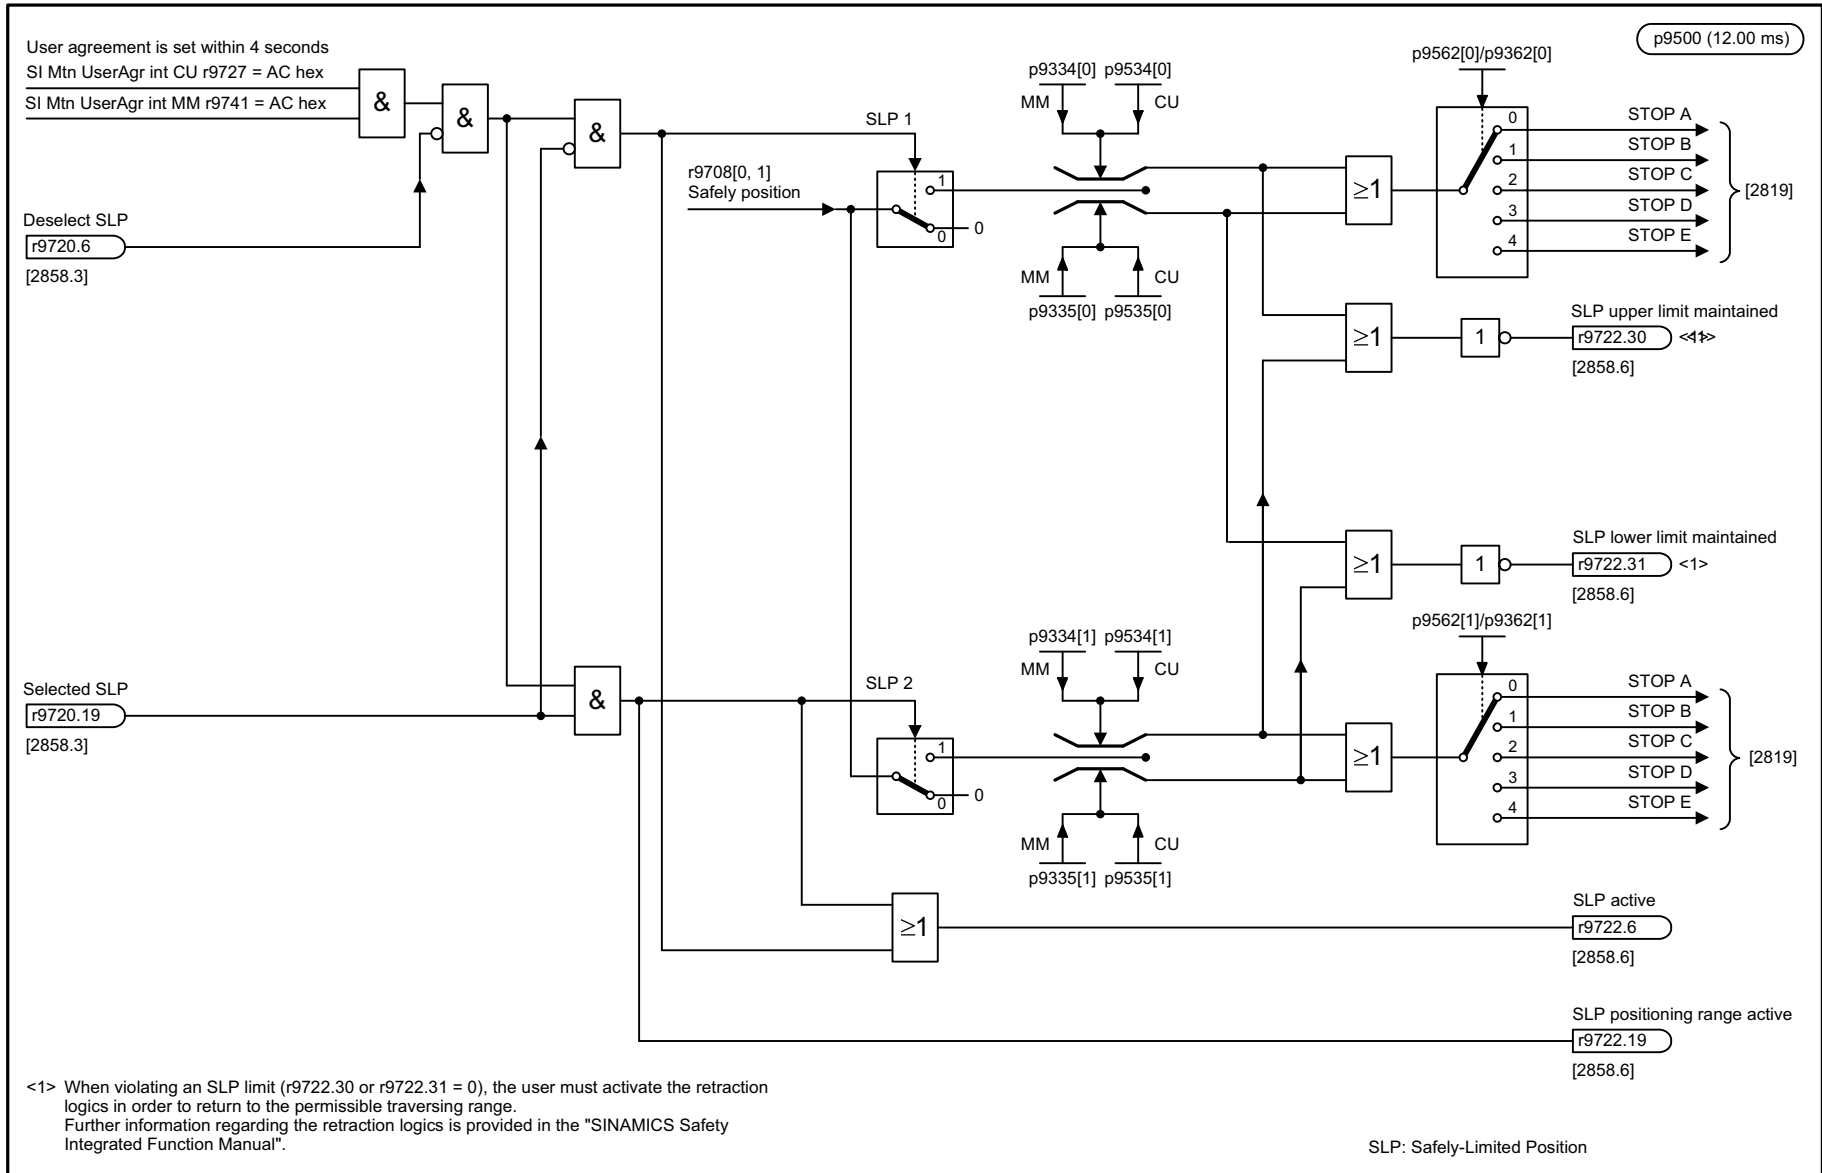 User agreement is set within 4 seconds
SI Mtn UserAgr int CU r9727 = AC hex
SI Mtn UserAgr int MM r9741 = AC hex
&
&
&
Deselect SLP
r9720.6
[2858.3]
SLP 1
r9708[0, 1]
Safely position
1
0
0
p9334[0] p9534[0]
MM CU
MM CU
p9335[0] p9535[0]
p9500 (12.00 ms)
p9562[0]/p9362[0]
≥1
0 STOP A
1 STOP B
2 STOP C
3 STOP D
4 STOP E
[2819]
≥1
1
SLP upper limit maintained
r9722.30
[2858.6]
≥1
1
SLP lower limit maintained
r9722.31 <1>
[2858.6]
Selected SLP
r9720.19
[2858.3]
&
SLP 2
1
0
0
p9334[1] p9534[1]
MM CU
MM CU
p9335[1] p9535[1]
p9562[1]/p9362[1]
≥1
0 STOP A
1 STOP B
2 STOP C
3 STOP D
4 STOP E
[2819]
≥1
SLP active
r9722.6
[2858.6]
SLP positioning range active
r9722.19
[2858.6]
<1> When violating an SLP limit (r9722.30 or r9722.31 = 0), the user must activate the retraction
logics in order to return to the permissible traversing range.
Further information regarding the retraction logics is provided in the "SINAMICS Safety
Integrated Function Manual".
SLP: Safely-Limited Position